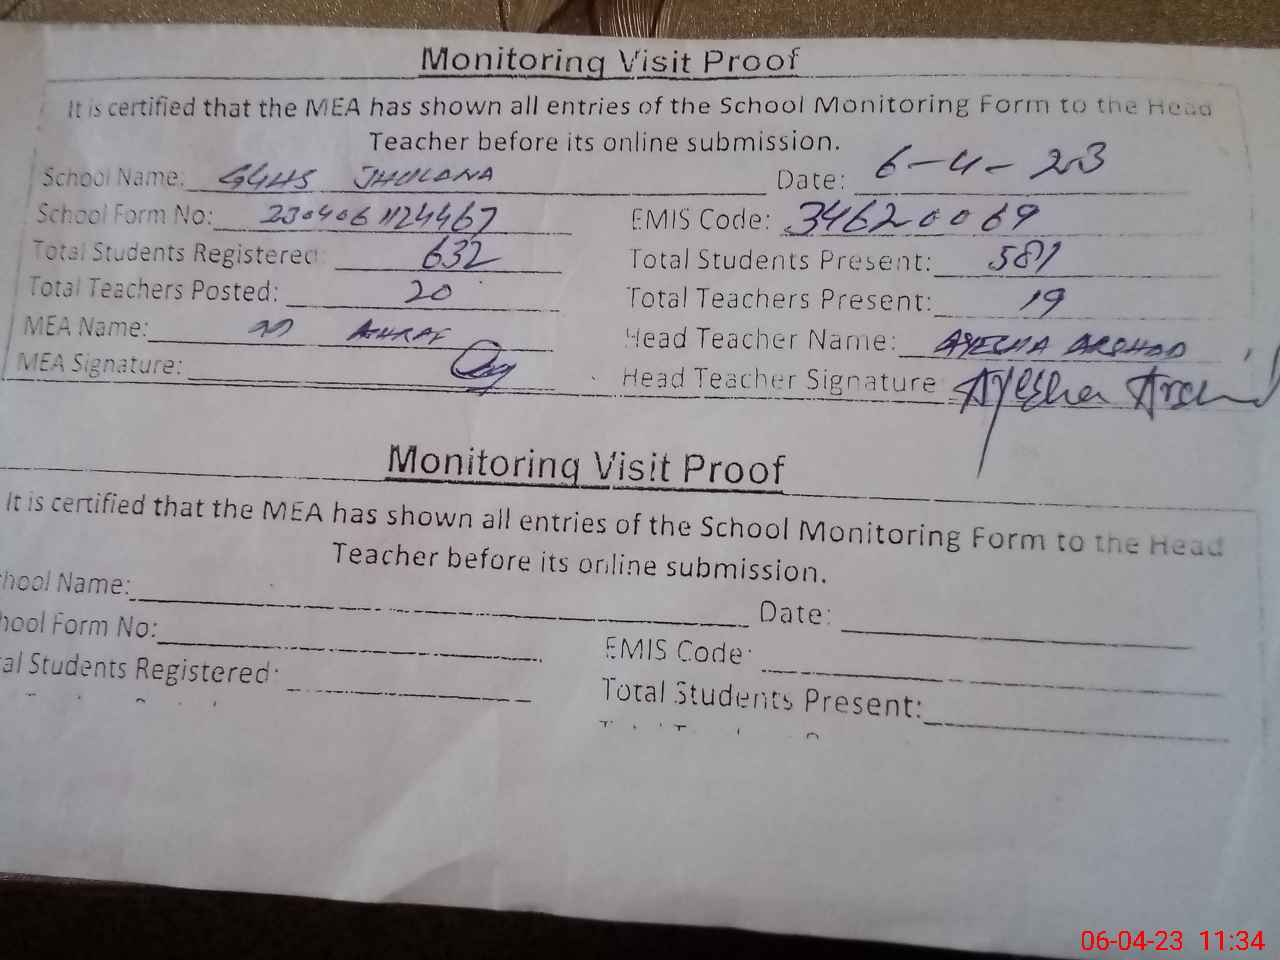 Monitoring Visit Proof
It is certified that the MEA has shown all entries of the School Monitoring Form to the Head
Teacher before its online submission.
School Name: GGHS JHULANA Date: 6-4-23
School Form No: 230406112446 EMIS Code: 34620069
Total Students Registered: 632 Total Students Present: 581
Total Teachers Posted: 20 Total Teachers Present: 19
MEA Name: M Head Teacher Name: AYESHA ARSHAD
MEA Signature: Head Teacher Signature Ayesha Arshad
Monitoring Visit Proof
It is certified that the MEA has shown all entries of the School Monitoring Form to the Head
Teacher before its online submission.
hool Name: Date:
hool Form No: EMIS Code:
al Students Registered: Total Students Present:
06-04-23 11:34